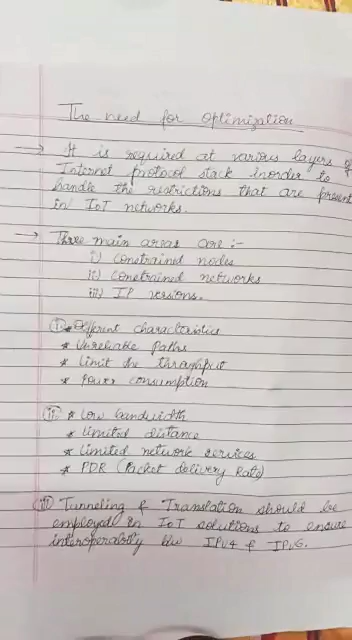 The need for Optimization
→ It is required at various layers of
Internet protocol stack inorder to
handle the restrictions that are present
in IoT networks.
→ Three main areas are :-
i) constrained nodes
ii) constrained networks
iii) IP versions.
(i) * Different characteristics
* Unreliable paths
* Limit the throughput
* Power consumption
(ii) * Low bandwidth
* limited distance
* Limited network services
* PDR (Packet delivery Rate)
(iii) Tunneling & Translation should be
employed in IoT solutions to ensure
interoperability b/w IPv4 & IPv6.